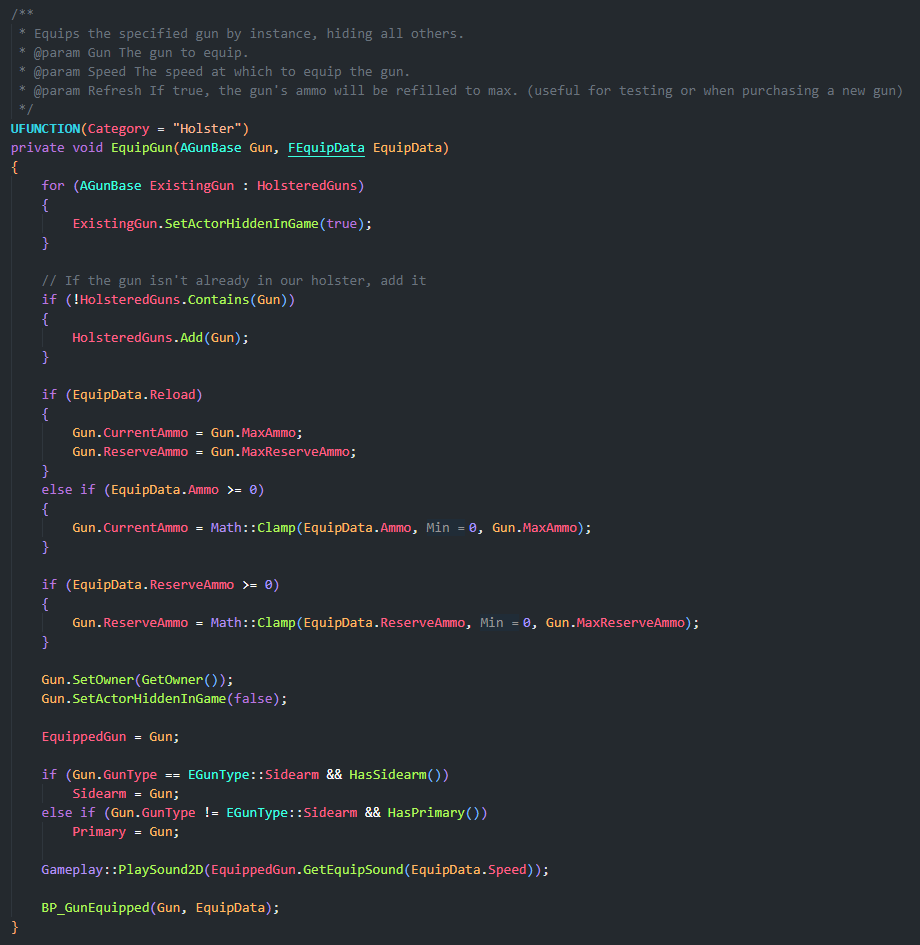 /**
 * Equips the specified gun by instance, hiding all others.
 * @param Gun The gun to equip.
 * @param Speed The speed at which to equip the gun.
 * @param Refresh If true, the gun's ammo will be refilled to max. (useful for testing or when purchasing a new gun)
 */
UFUNCTION(Category = "Holster")
private void EquipGun(AGunBase Gun, FEquipData EquipData)
{
    for (AGunBase ExistingGun : HolsteredGuns)
    {
        ExistingGun.SetActorHiddenInGame(true);
    }

    // If the gun isn't already in our holster, add it
    if (!HolsteredGuns.Contains(Gun))
    {
        HolsteredGuns.Add(Gun);
    }

    if (EquipData.Reload)
    {
        Gun.CurrentAmmo = Gun.MaxAmmo;
        Gun.ReserveAmmo = Gun.MaxReserveAmmo;
    }
    else if (EquipData.Ammo >= 0)
    {
        Gun.CurrentAmmo = Math::Clamp(EquipData.Ammo, Min = 0, Gun.MaxAmmo);
    }

    if (EquipData.ReserveAmmo >= 0)
    {
        Gun.ReserveAmmo = Math::Clamp(EquipData.ReserveAmmo, Min = 0, Gun.MaxReserveAmmo);
    }

    Gun.SetOwner(GetOwner());
    Gun.SetActorHiddenInGame(false);

    EquippedGun = Gun;

    if (Gun.GunType == EGunType::Sidearm && HasSidearm())
        Sidearm = Gun;
    else if (Gun.GunType != EGunType::Sidearm && HasPrimary())
        Primary = Gun;

    Gameplay::PlaySound2D(EquippedGun.GetEquipSound(EquipData.Speed));

    BP_GunEquipped(Gun, EquipData);
}